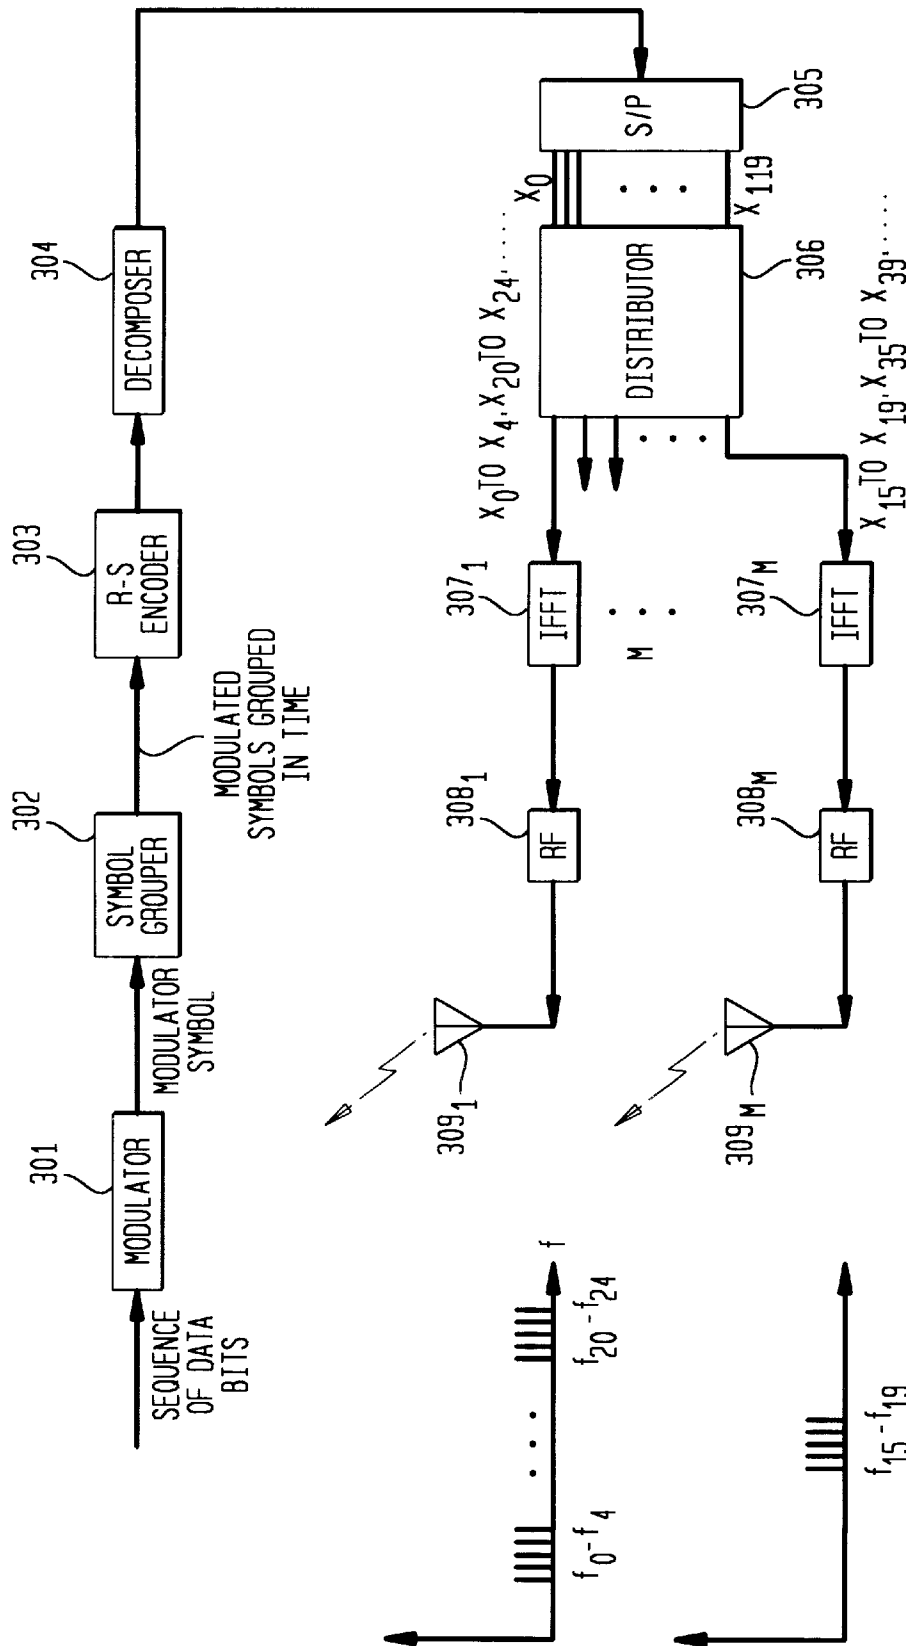 SEQUENCE
OF DATA
BITS
301
MODULATOR
MODULATOR
SYMBOL
302
SYMBOL
GROUPER
MODULATED
SYMBOLS GROUPED
IN TIME
303
R-S
ENCODER
304
DECOMPOSER
305
S/P
X0
X119
306
DISTRIBUTOR
X0 TO X4, X20 TO X24, .....
X15 TO X19, X35 TO X39, .....
3071
IFFT
M
307M
IFFT
3081
RF
308M
RF
3091
309M
f
f0-f4
f20-f24
f15-f19